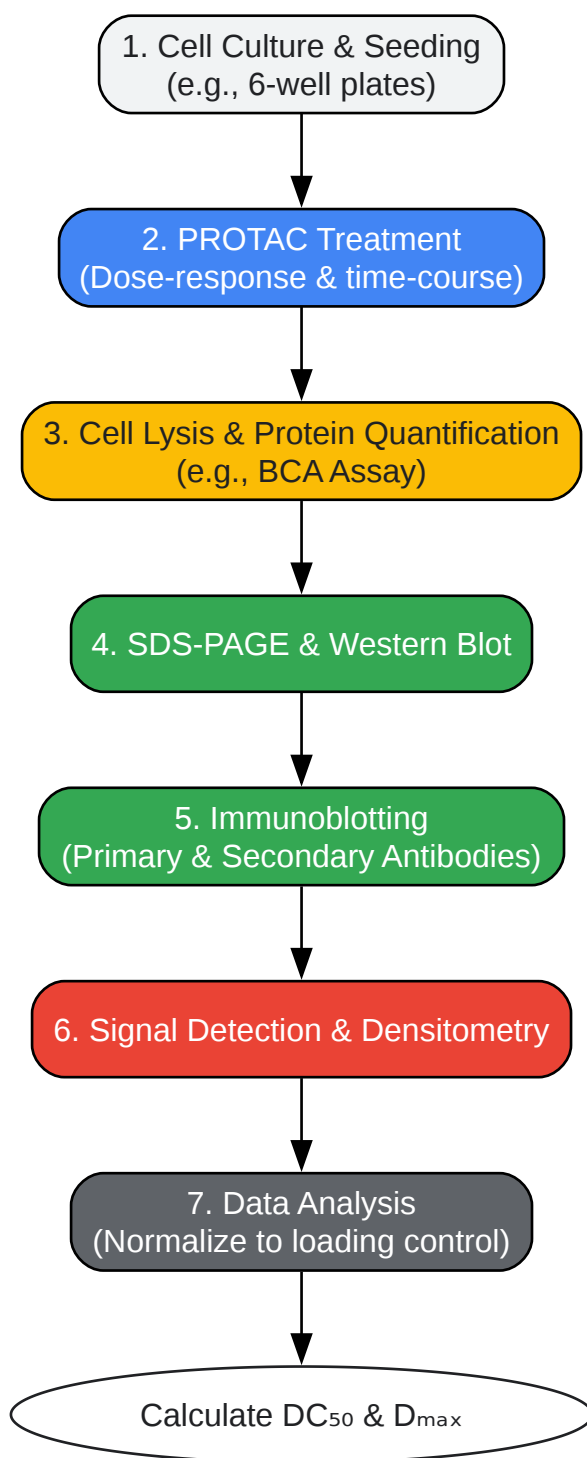 1. Cell Culture & Seeding
(e.g., 6-well plates)
2. PROTAC Treatment
(Dose-response & time-course)
3. Cell Lysis & Protein Quantification
(e.g., BCA Assay)
4. SDS-PAGE & Western Blot
5. Immunoblotting
(Primary & Secondary Antibodies)
6. Signal Detection & Densitometry
7. Data Analysis
(Normalize to loading control)
Calculate DC₅₀ & Dₘₐₓ